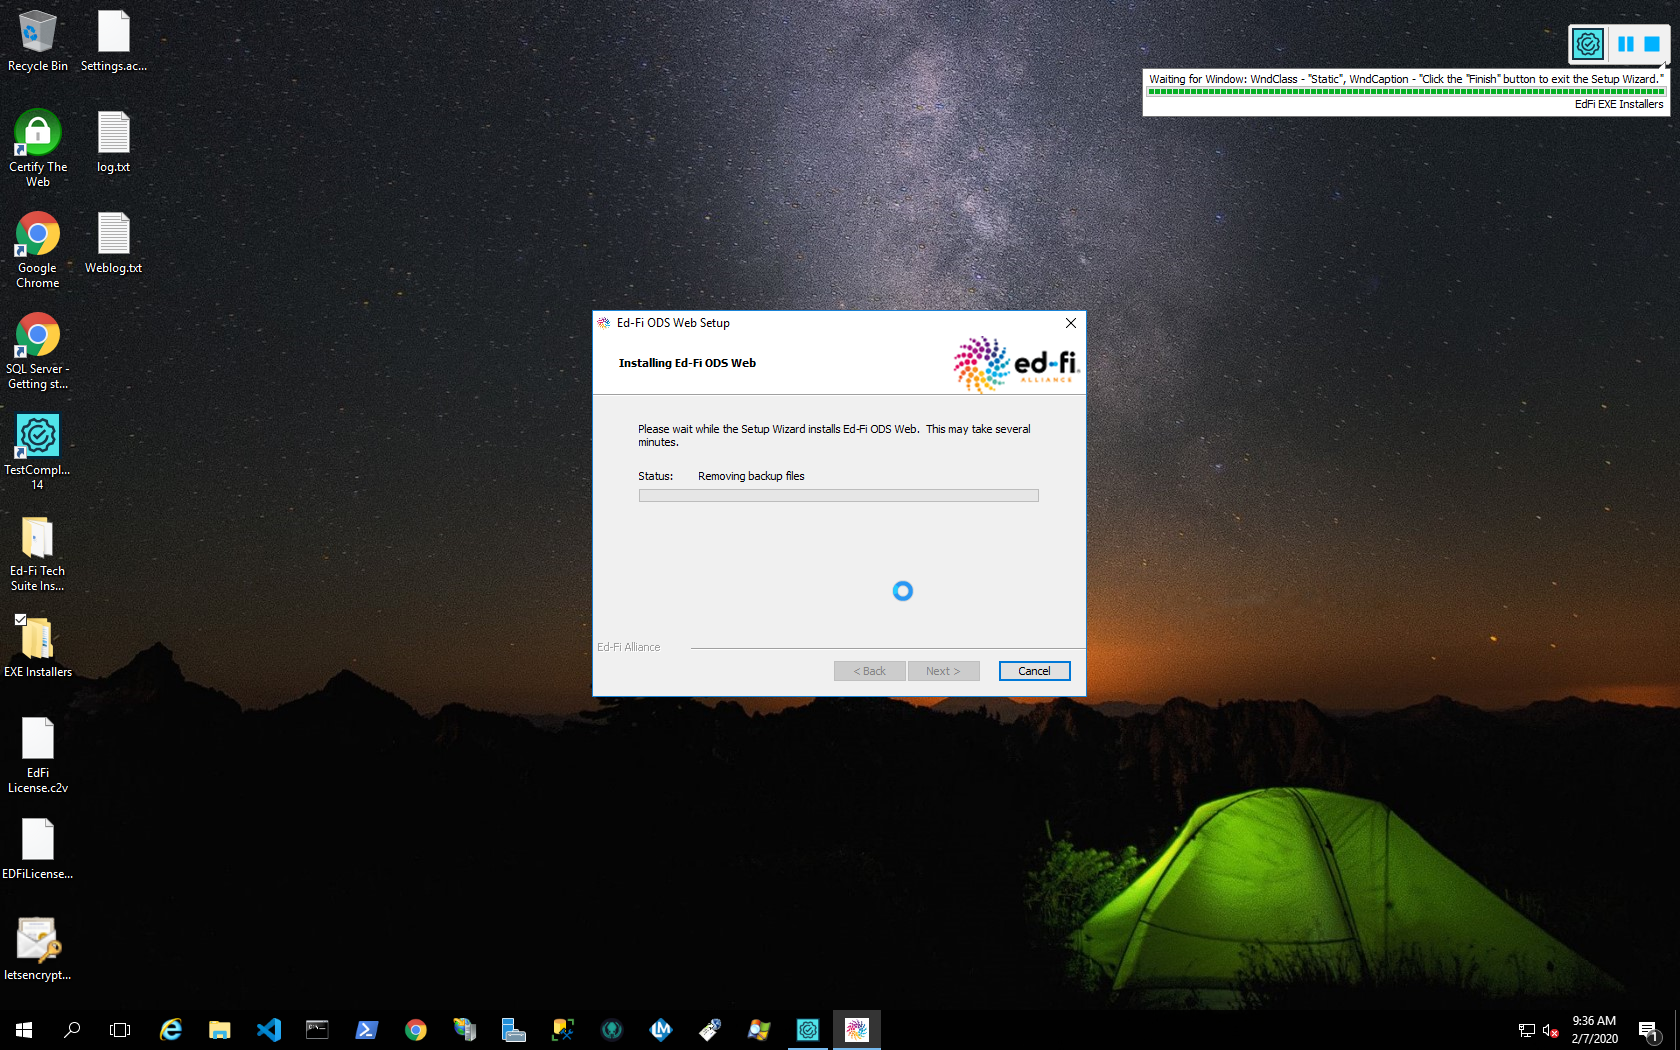 Recycle Bin
Settings.ac...
Certify The
Web
log.txt
Google
Chrome
Weblog.txt
SQL Server -
Getting st...
TestCompl...
14
Ed-Fi Tech
Suite Ins...
EXE Installers
EdFi
License.c2v
EDFiLicense...
letsencrypt...
Waiting for Window: WndClass - "Static", WndCaption - "Click the "Finish" button to exit the Setup Wizard."
EdFi EXE Installers
Ed-Fi ODS Web Setup
Installing Ed-Fi ODS Web
ed-fi.
ALLIANCE
Please wait while the Setup Wizard installs Ed-Fi ODS Web. This may take several
minutes.
Status: Removing backup files
Ed-Fi Alliance
< Back
Next >
Cancel
9:36 AM
2/7/2020
1